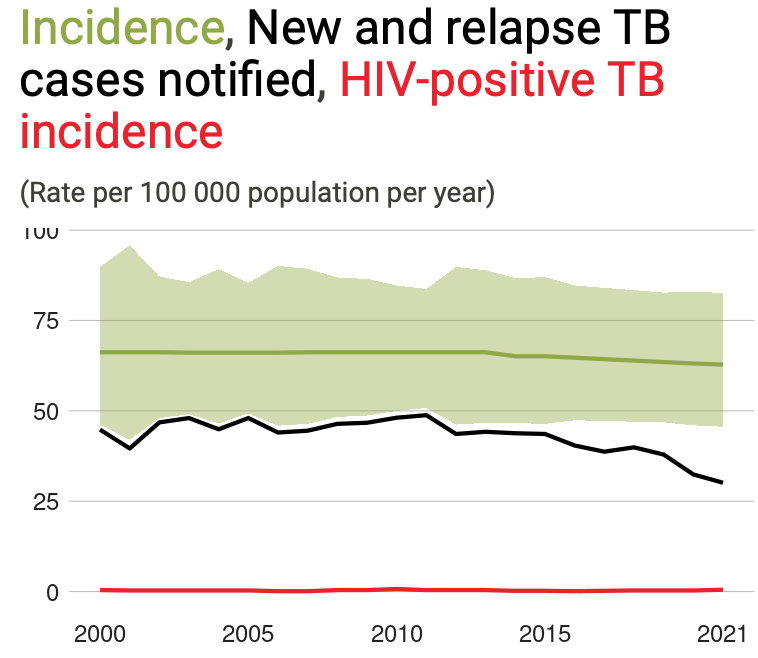 Incidence, New and relapse TB
cases notified, HIV-positive TB
incidence
(Rate per 100 000 population per year)
100
75
50
25
0
2000 2005 2010 2015 2021